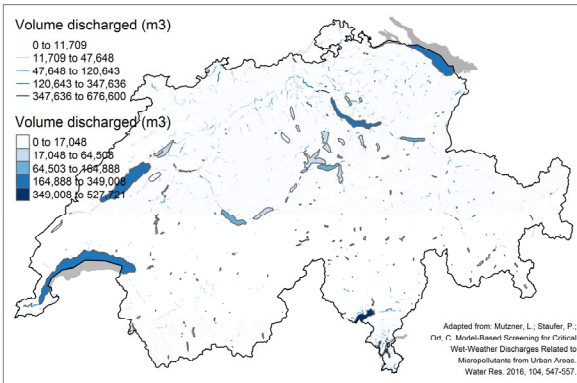 Volume discharged (m3)
0 to 11,709
11,709 to 47,648
47,648 to 120,643
120,643 to 347,636
347,636 to 676,600
Volume discharged (m3)
0 to 17,048
17,048 to 64,503
64,503 to 164,888
164,888 to 349,008
349,008 to 527,721
Adapted from: Mutzner, L.; Staufer, P.;
Ort, C. Model-Based Screening for Critical
Wet-Weather Discharges Related to
Micropollutants from Urban Areas.
Water Res. 2016, 104, 547-557.